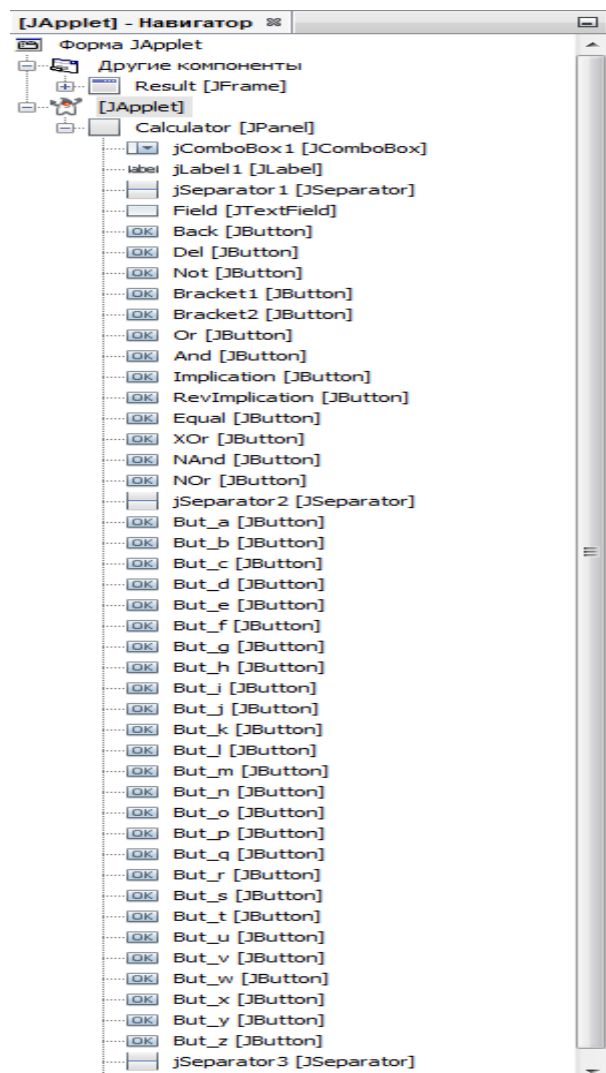 [JApplet] - Навигатор
Форма JApplet
Другие компоненты
Result [JFrame]
[JApplet]
Calculator [JPanel]
jComboBox1 [JComboBox]
label jLabel1 [JLabel]
jSeparator1 [JSeparator]
Field [JTextField]
OK Back [JButton]
OK Del [JButton]
OK Not [JButton]
OK Bracket1 [JButton]
OK Bracket2 [JButton]
OK Or [JButton]
OK And [JButton]
OK Implication [JButton]
OK RevImplication [JButton]
OK Equal [JButton]
OK XOr [JButton]
OK NAnd [JButton]
OK NOr [JButton]
jSeparator2 [JSeparator]
OK But_a [JButton]
OK But_b [JButton]
OK But_c [JButton]
OK But_d [JButton]
OK But_e [JButton]
OK But_f [JButton]
OK But_g [JButton]
OK But_h [JButton]
OK But_i [JButton]
OK But_j [JButton]
OK But_k [JButton]
OK But_l [JButton]
OK But_m [JButton]
OK But_n [JButton]
OK But_o [JButton]
OK But_p [JButton]
OK But_q [JButton]
OK But_r [JButton]
OK But_s [JButton]
OK But_t [JButton]
OK But_u [JButton]
OK But_v [JButton]
OK But_w [JButton]
OK But_x [JButton]
OK But_y [JButton]
OK But_z [JButton]
jSeparator3 [JSeparator]